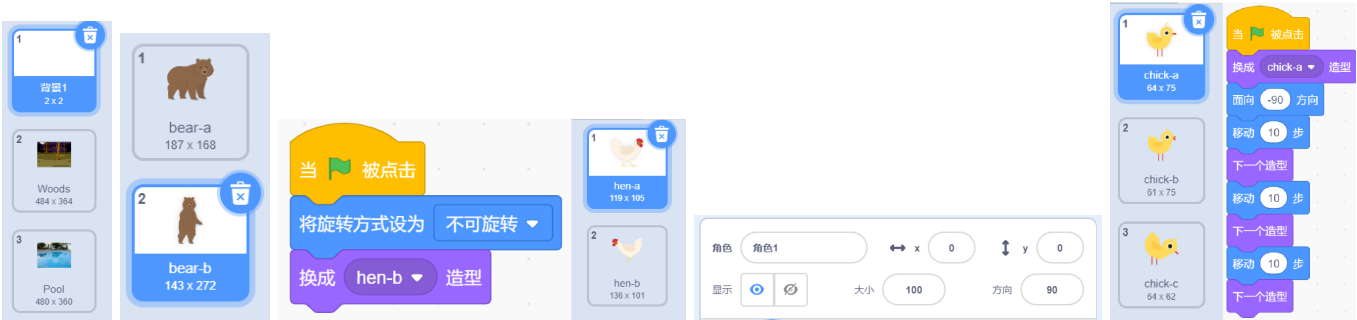 1
背景1
2 x 2
2
Woods
484 x 364
3
Pool
480 x 360
1
bear-a
187 x 168
2
bear-b
143 x 272
当 被点击
将旋转方式设为 不可旋转
换成 hen-b 造型
1
hen-a
119 x 105
2
hen-b
136 x 101
角色 角色1 x 0 y 0
显示 大小 100 方向 90
1
chick-a
64 x 75
2
chick-b
61 x 75
3
chick-c
64 x 62
当 被点击
换成 chick-a 造型
面向 -90 方向
移动 10 步
下一个造型
移动 10 步
下一个造型
移动 10 步
下一个造型